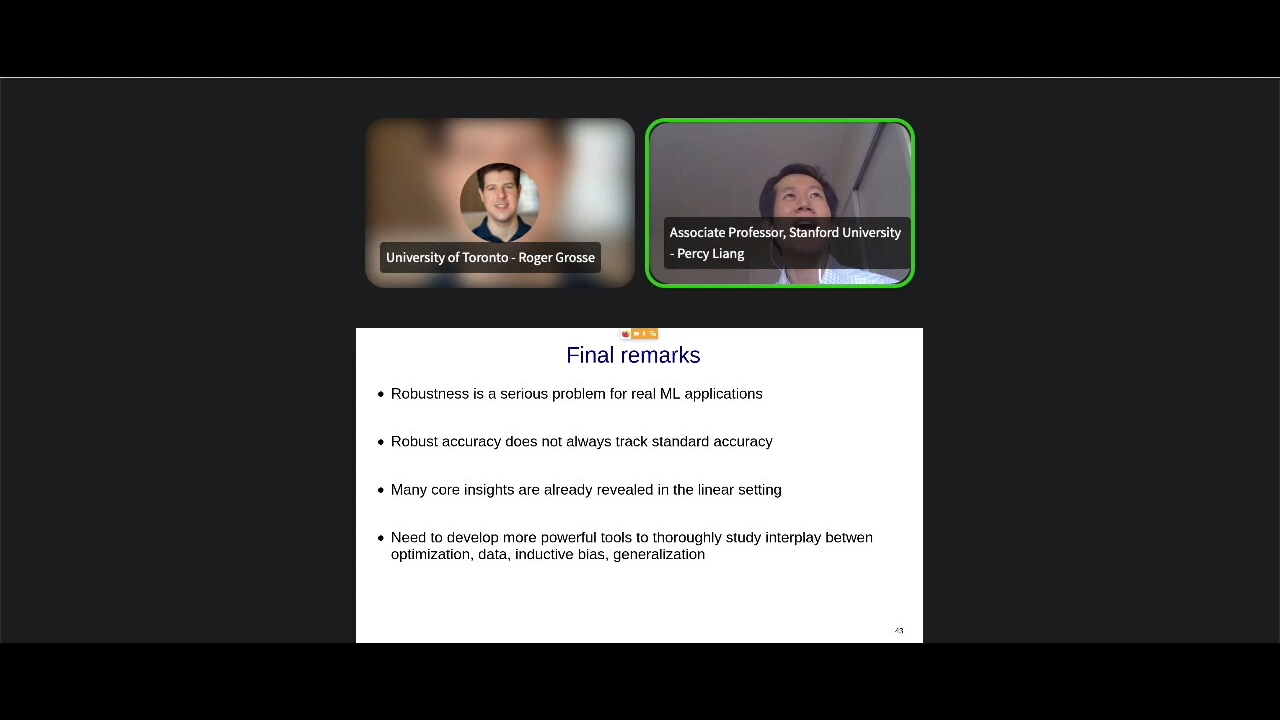 University of Toronto - Roger Grosse
Associate Professor, Stanford University
- Percy Liang
Final remarks
• Robustness is a serious problem for real ML applications
• Robust accuracy does not always track standard accuracy
• Many core insights are already revealed in the linear setting
• Need to develop more powerful tools to thoroughly study interplay betwen
optimization, data, inductive bias, generalization
43